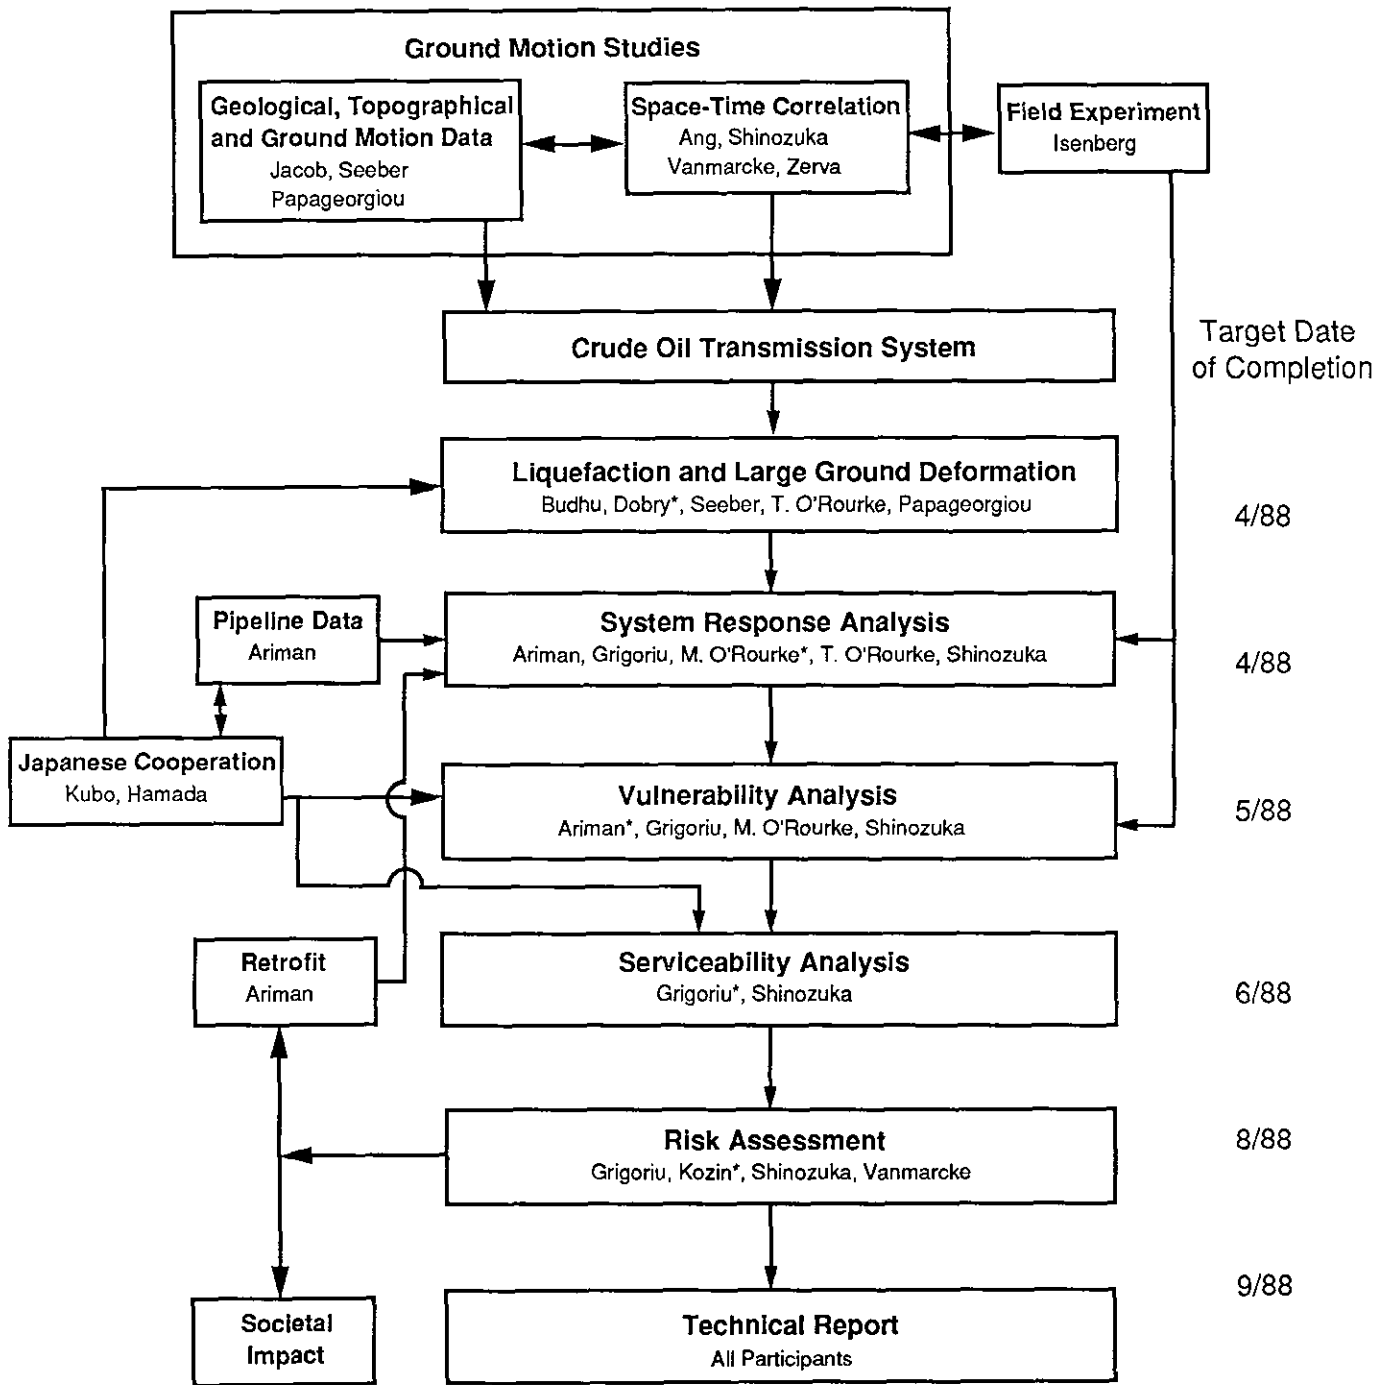 Ground Motion Studies
Geological, Topographical
and Ground Motion Data
Jacob, Seeber
Papageorgiou
Space-Time Correlation
Ang, Shinozuka
Vanmarcke, Zerva
Field Experiment
Isenberg
Crude Oil Transmission System
Target Date
of Completion
Liquefaction and Large Ground Deformation
Budhu, Dobry*, Seeber, T. O'Rourke, Papageorgiou
4/88
Pipeline Data
Ariman
System Response Analysis
Ariman, Grigoriu, M. O'Rourke*, T. O'Rourke, Shinozuka
4/88
Japanese Cooperation
Kubo, Hamada
Vulnerability Analysis
Ariman*, Grigoriu, M. O'Rourke, Shinozuka
5/88
Retrofit
Ariman
Serviceability Analysis
Grigoriu*, Shinozuka
6/88
Risk Assessment
Grigoriu, Kozin*, Shinozuka, Vanmarcke
8/88
Societal
Impact
Technical Report
All Participants
9/88